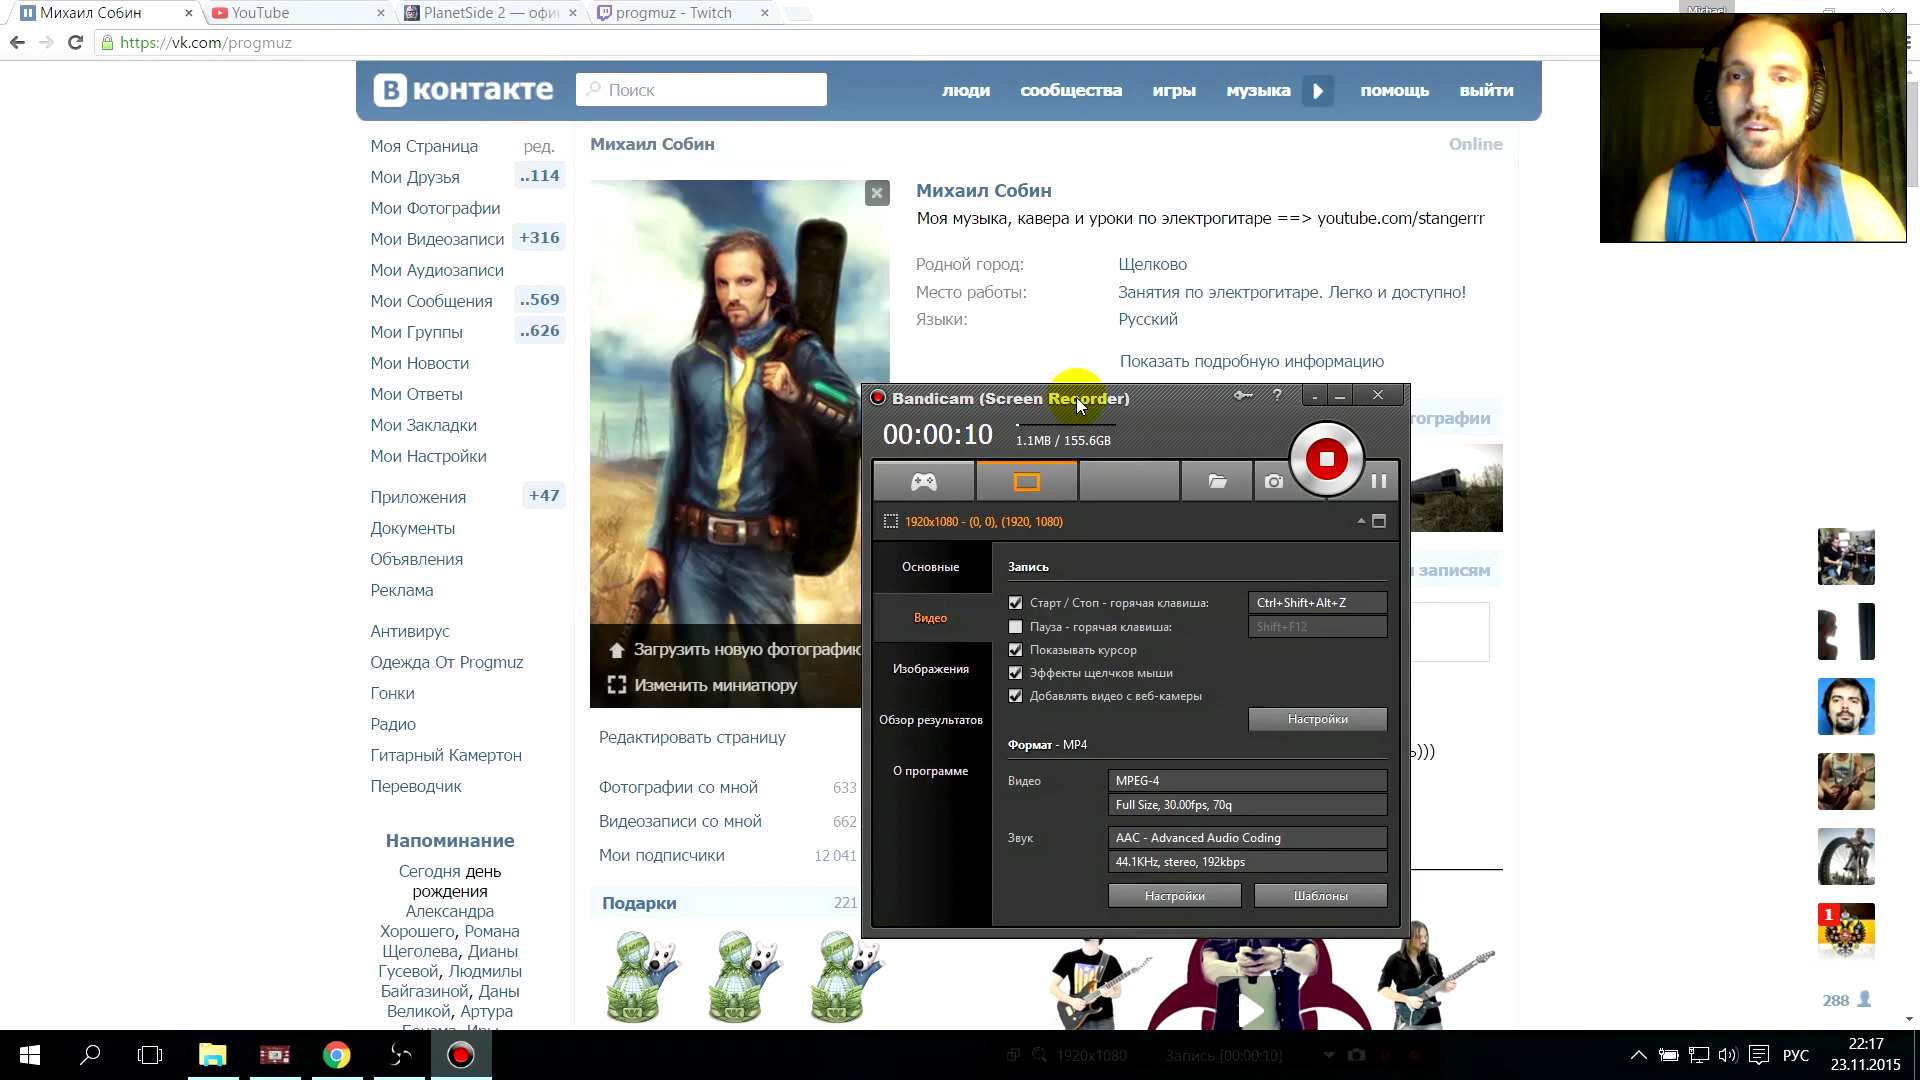 Михаил Собин
YouTube
PlanetSide 2 — офи
progmuz - Twitch
Michael
https://vk.com/progmuz
В контакте
Поиск
люди
сообщества
игры
музыка
помощь
выйти
Моя Страница
ред.
Мои Друзья
..114
Мои Фотографии
Мои Видеозаписи
+316
Мои Аудиозаписи
Мои Сообщения
..569
Мои Группы
..626
Мои Новости
Мои Ответы
Мои Закладки
Мои Настройки
Приложения
+47
Документы
Объявления
Реклама
Антивирус
Одежда От Progmuz
Гонки
Радио
Гитарный Камертон
Переводчик
Напоминание
Сегодня день
рождения
Александра
Хорошего, Романа
Щеголева, Дианы
Гусевой, Людмилы
Байгазиной, Даны
Великой, Артура
Михаил Собин
Online
Загрузить новую фотографию
Изменить миниатюру
Редактировать страницу
Фотографии со мной
633
Видеозаписи со мной
662
Мои подписчики
12 041
Подарки
221
Михаил Собин
Моя музыка, кавера и уроки по электрогитаре ==> youtube.com/stangerrr
Родной город:
Щелково
Место работы:
Занятия по электрогитаре. Легко и доступно!
Языки:
Русский
Показать подробную информацию
тографии
записям
ь)))
Bandicam (Screen Recorder)
?
00:00:10
1.1MB / 155.6GB
1920x1080 - (0, 0), (1920, 1080)
Основные
Видео
Изображения
Обзор результатов
О программе
Запись
Старт / Стоп - горячая клавиша:
Ctrl+Shift+Alt+Z
Пауза - горячая клавиша:
Shift+F12
Показывать курсор
Эффекты щелчков мыши
Добавлять видео с веб-камеры
Настройки
Формат - MP4
Видео
MPEG-4
Full Size, 30.00fps, 70q
Звук
AAC - Advanced Audio Coding
44.1KHz, stereo, 192kbps
Настройки
Шаблоны
1
288
1920x1080
Запись [00:00:10]
РУС
22:17
23.11.2015